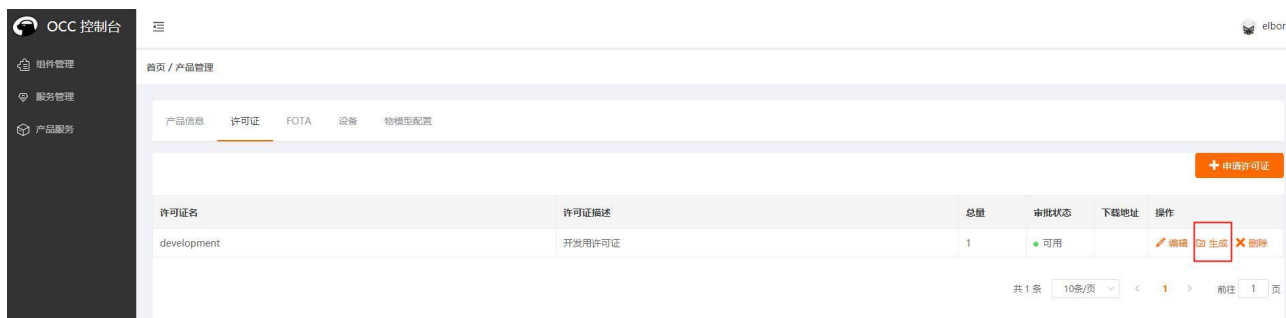 OCC 控制台
elbor
组件管理
首页 / 产品管理
服务管理
产品服务
产品信息 许可证 FOTA 设备 物模型配置
申请许可证
许可证名 许可证描述 总量 审批状态 下载地址 操作
development 开发用许可证 1 可用 编辑 生成 删除
共 1 条 10条/页 < 1 > 前往 1 页